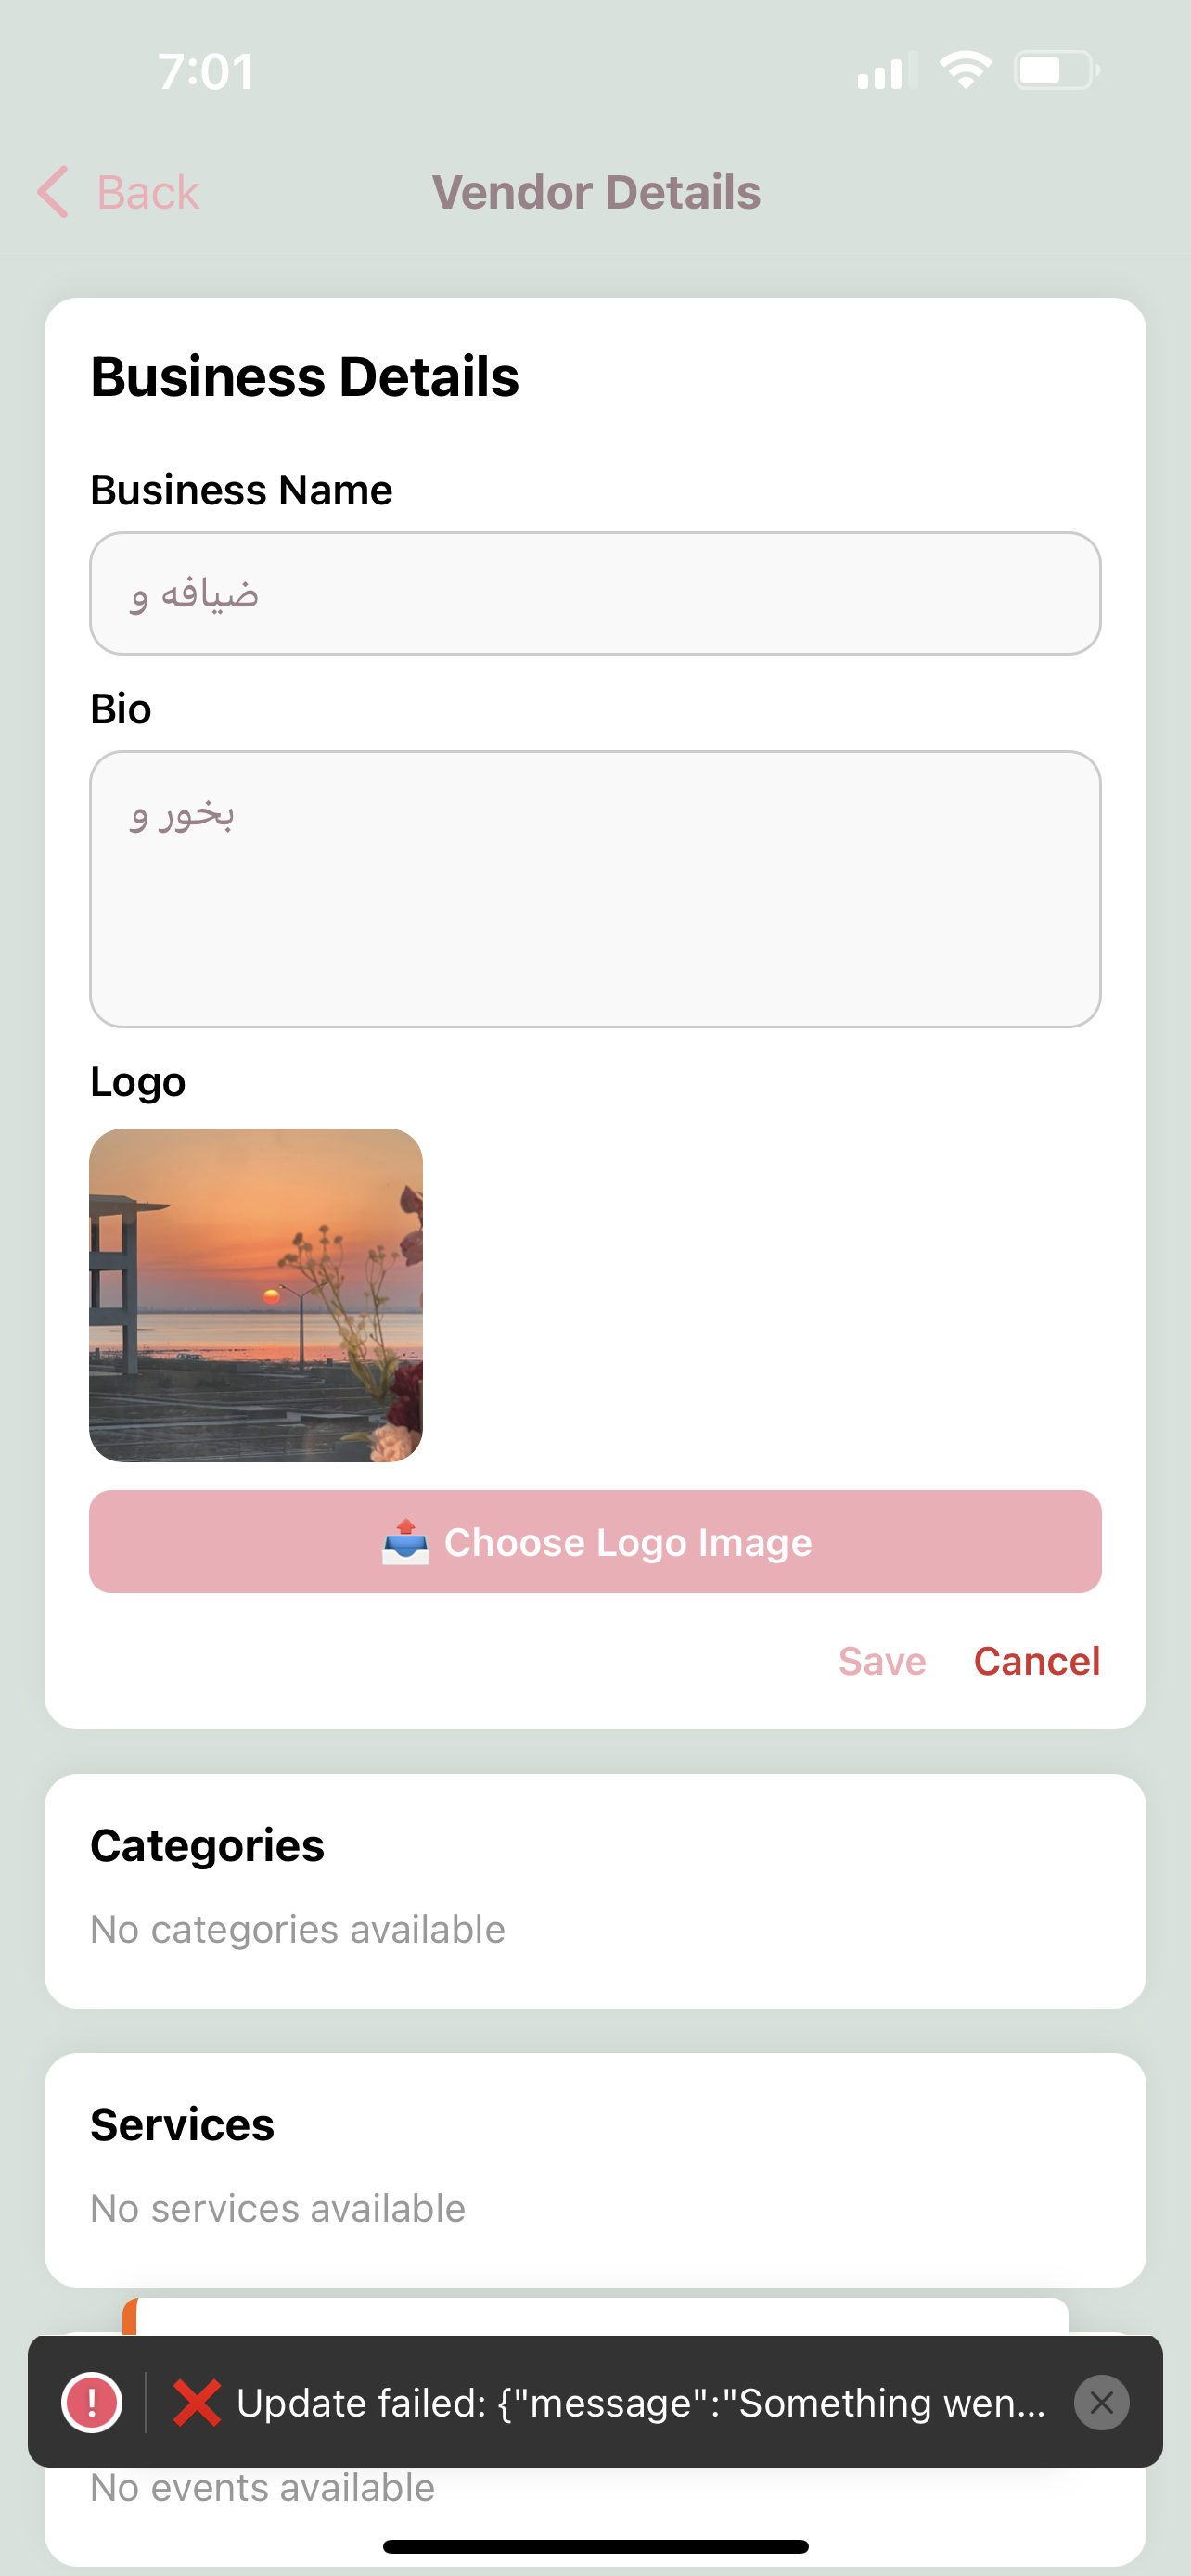 7:01
Back
Vendor Details
Business Details
Business Name
ضيافه و
Bio
بخور و
Logo
📤 Choose Logo Image
Save
Cancel
Categories
No categories available
Services
No services available
! ❌ Update failed: {"message":"Something wen...
No events available